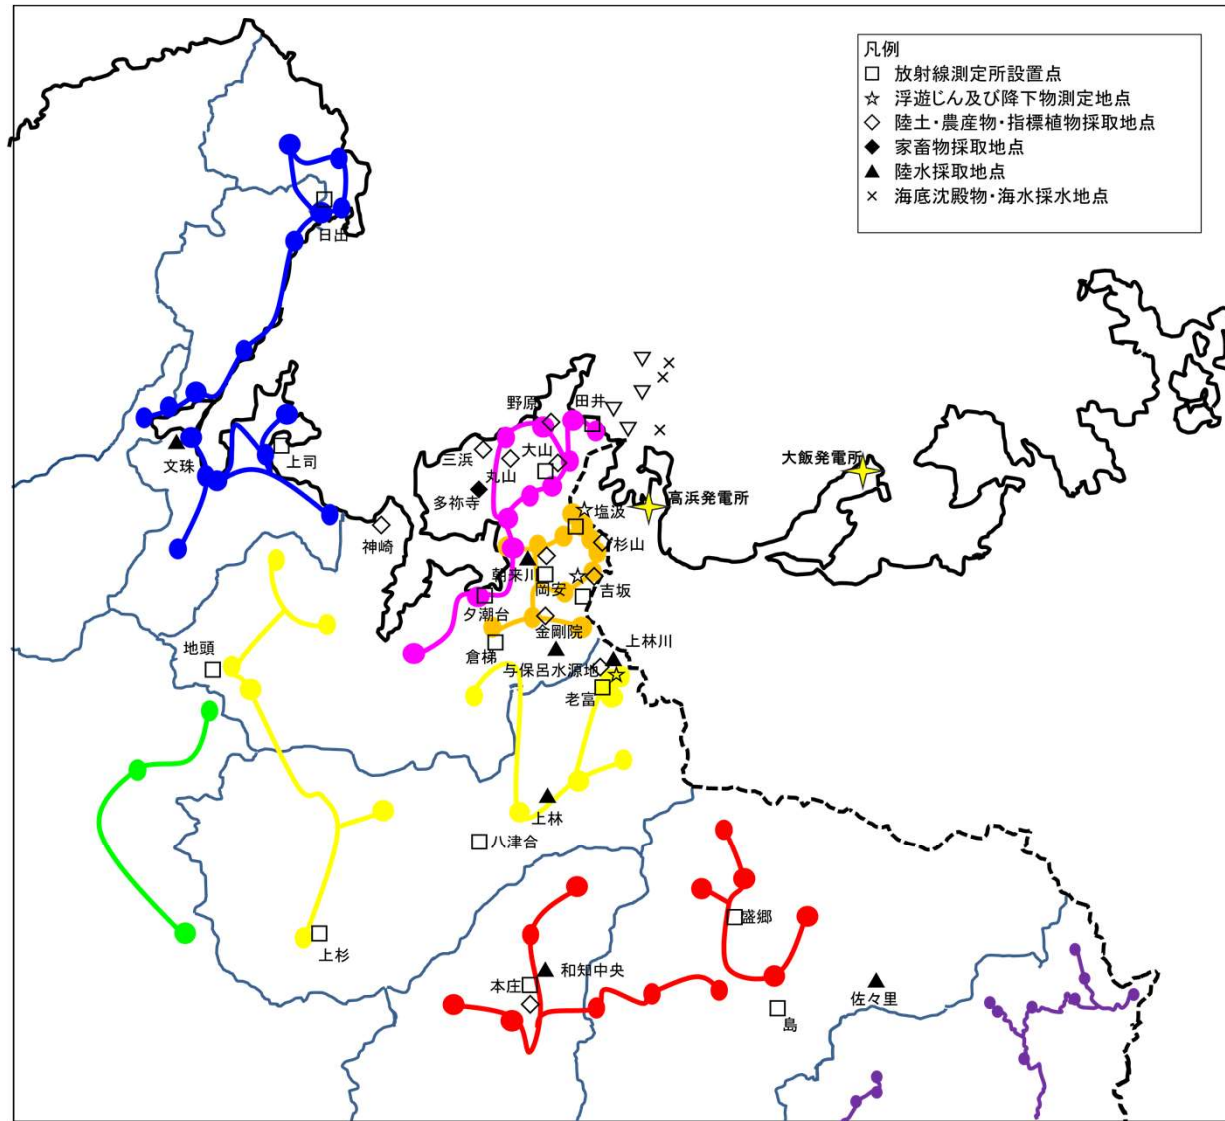 凡例
放射線測定所設置点
浮遊じん及び降下物測定地点
陸土・農産物・指標植物採取地点
家畜物採取地点
陸水採取地点
海底沈殿物・海水採水地点
日出
野原
田井
大山
三浜
丸山
文珠
上司
多祢寺
大飯発電所
高浜発電所
塩汲
神崎
杉山
朝来川
岡安
吉坂
夕潮台
金剛院
倉梯
上林川
地頭
与保呂水源地
老富
上林
八津合
盛郷
上杉
和知中央
本庄
佐々里
島